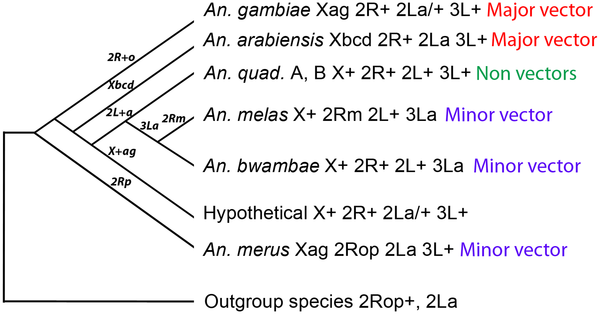 An. gambiae Xag 2R+ 2La/+ 3L+ Major vector
An. arabiensis Xbcd 2R+ 2La 3L+ Major vector
2R+o
An. quad. A, B X+ 2R+ 2L+ 3L+ Non vectors
Xbcd
2L+a
An. melas X+ 2Rm 2L+ 3La Minor vector
2Rm
3La
X+ag
An. bwambae X+ 2R+ 2L+ 3La Minor vector
2Rp
Hypothetical X+ 2R+ 2La/+ 3L+
An. merus Xag 2Rop 2La 3L+ Minor vector
Outgroup species 2Rop+, 2La